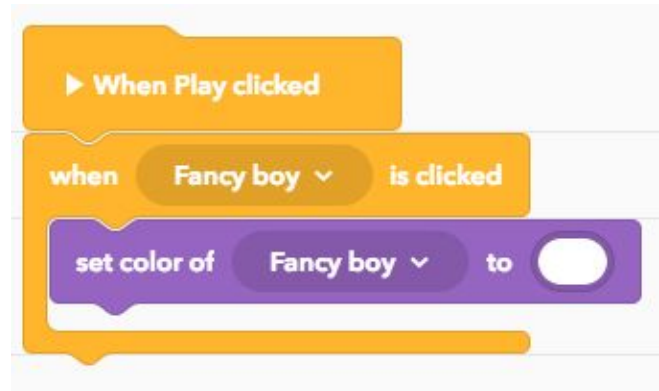 When Play clicked
when Fancy boy is clicked
set color of Fancy boy to